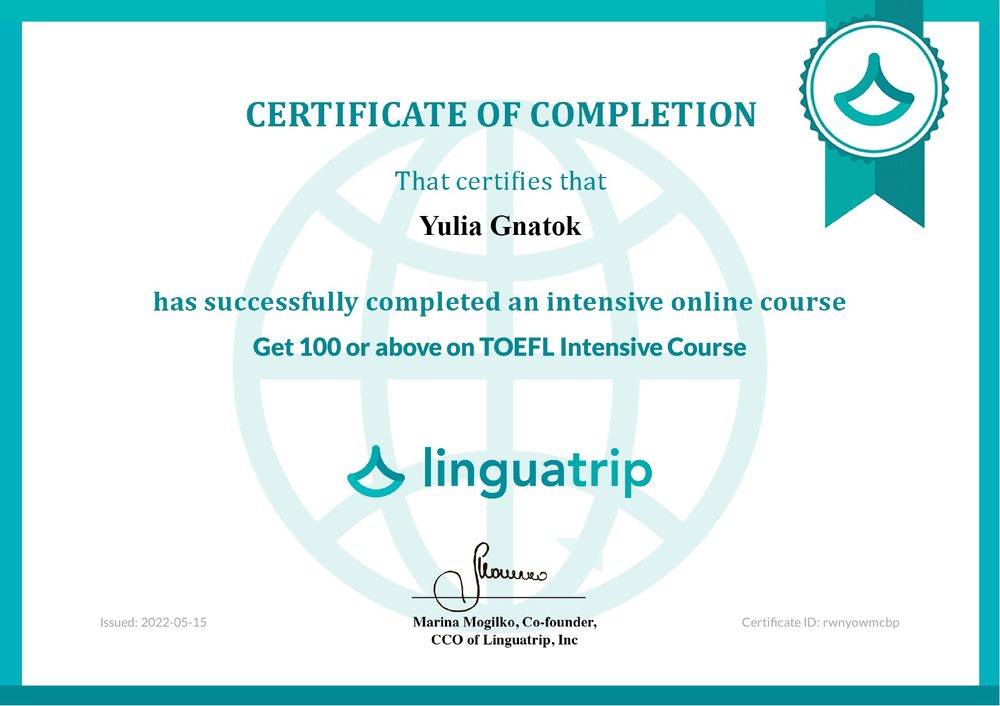 CERTIFICATE OF COMPLETION
That certifies that
Yulia Gnatok
has successfully completed an intensive online course
Get 100 or above on TOEFL Intensive Course
linguatrip
Marina Mogilko, Co-founder,
CCO of Linguatrip, Inc
Issued: 2022-05-15
Certificate ID: rwnyowmcbp